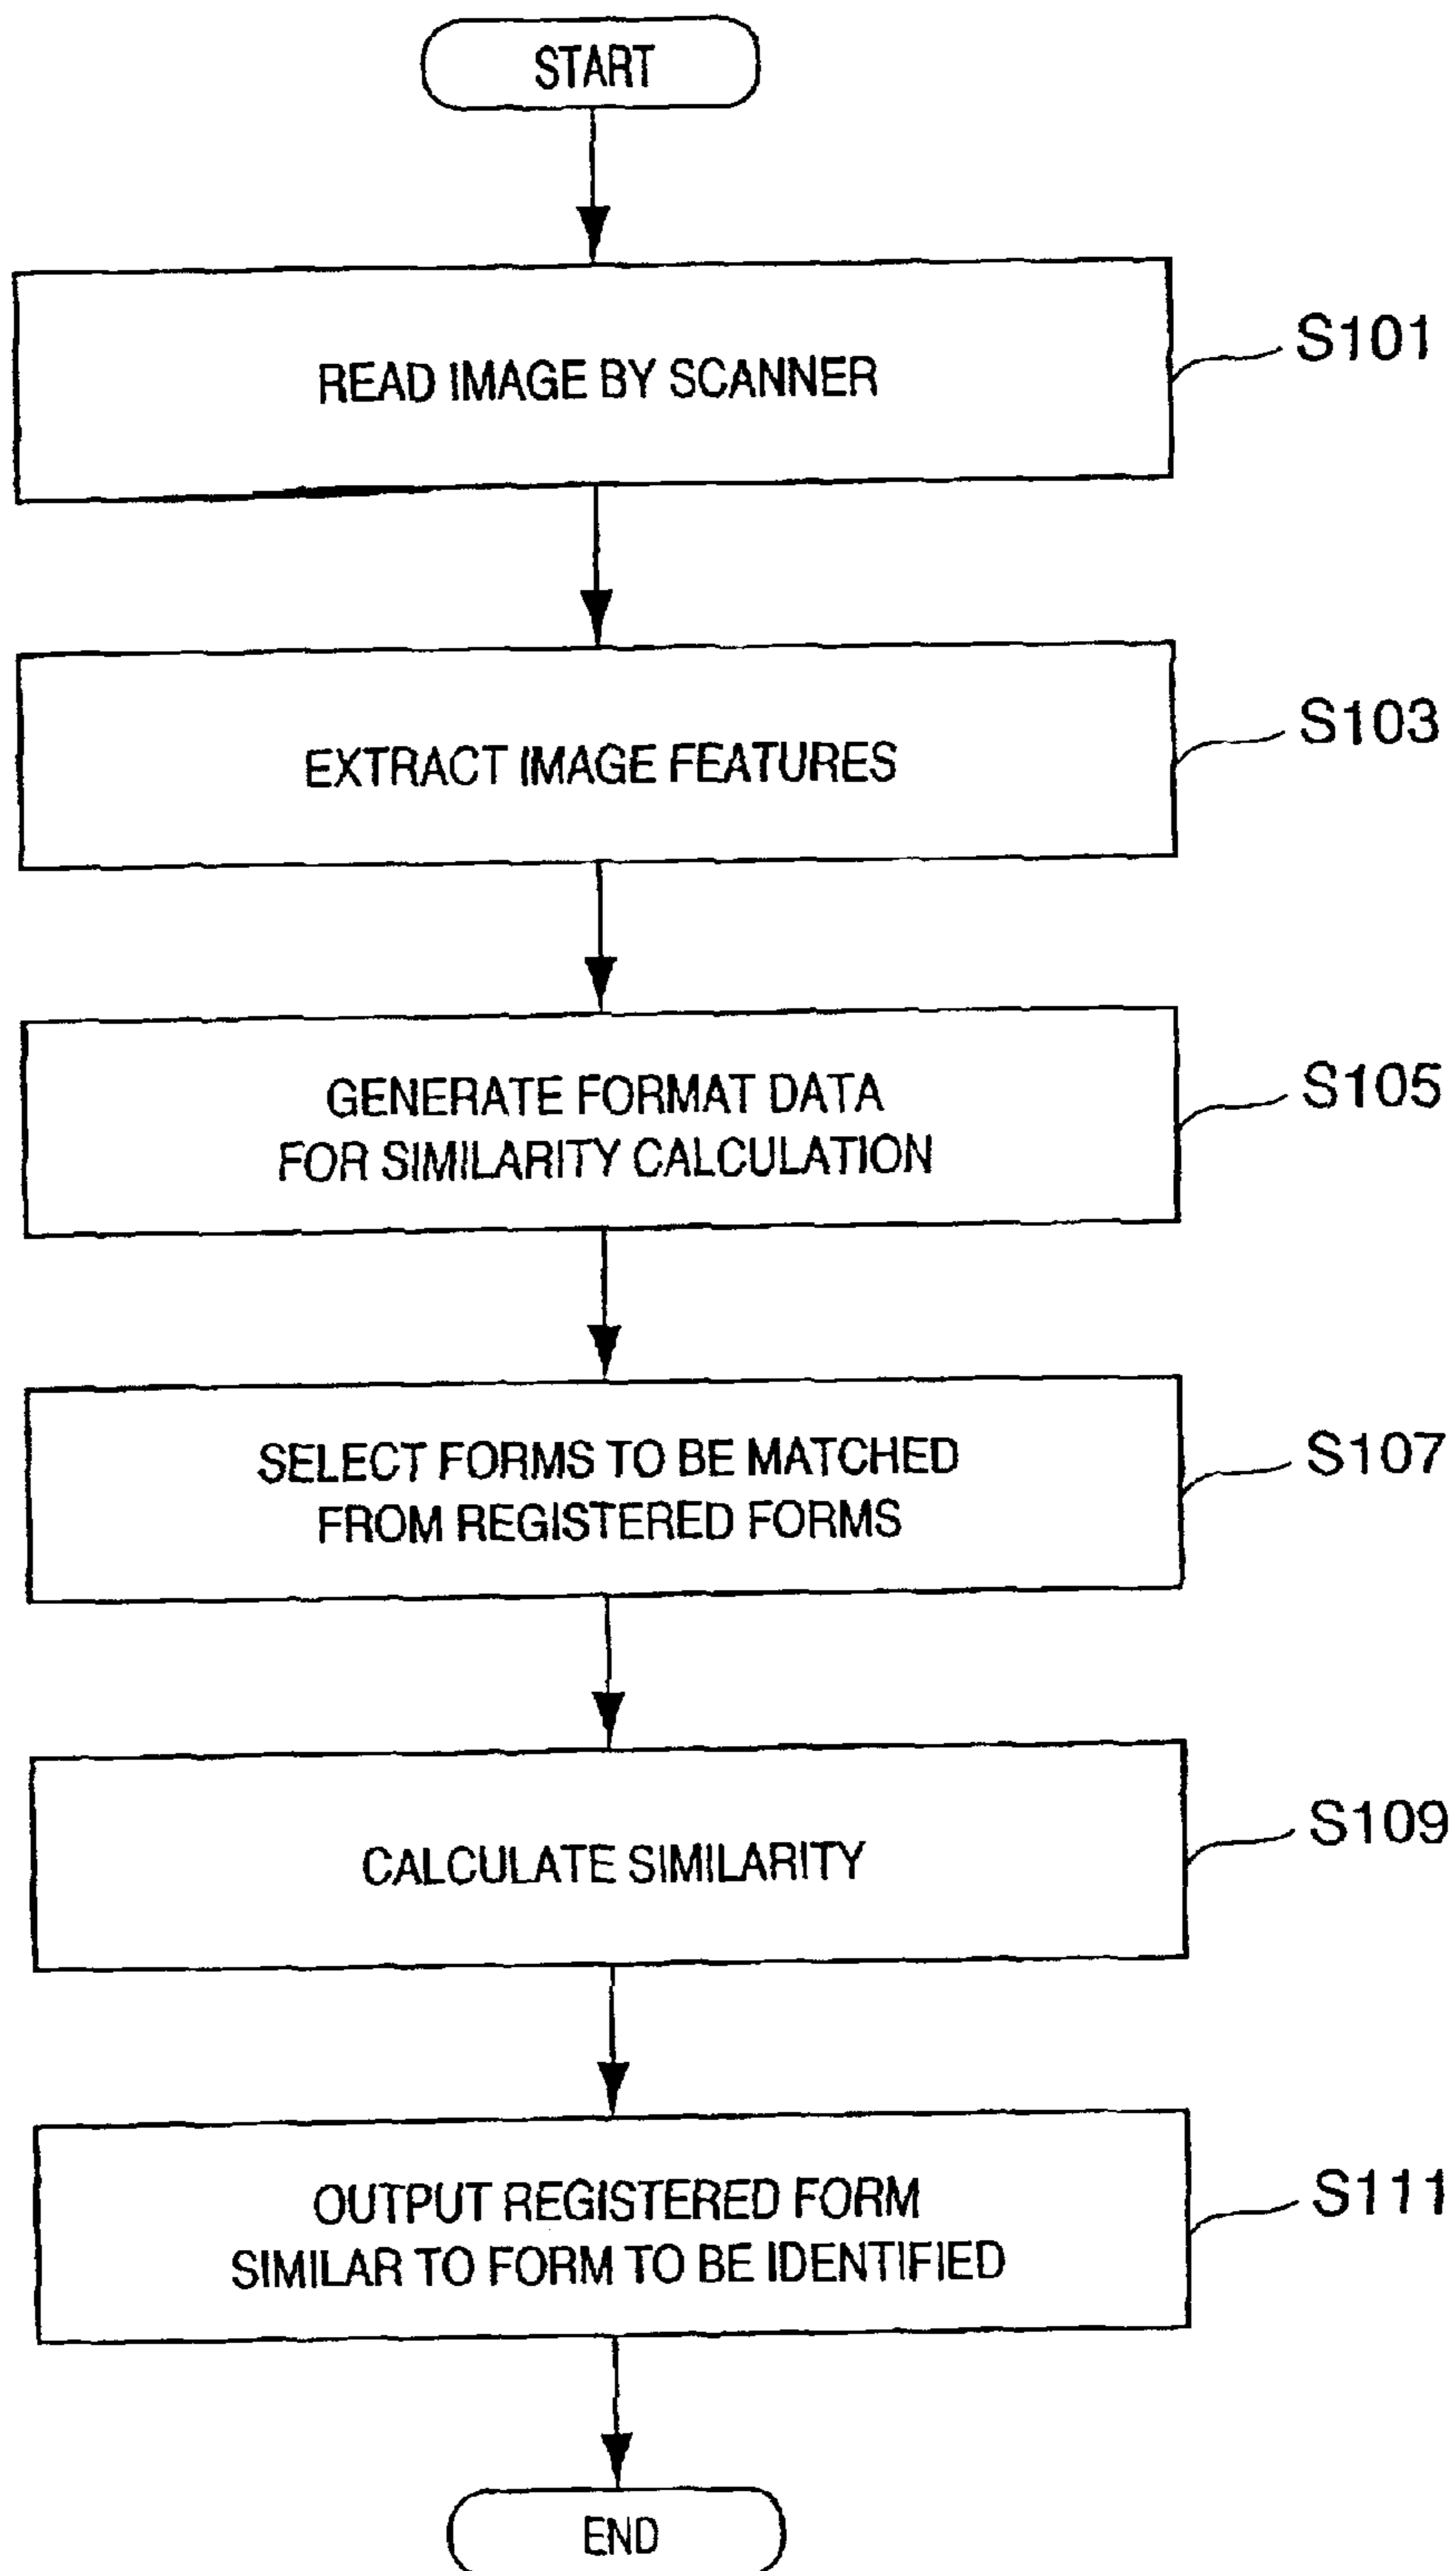 START
READ IMAGE BY SCANNER
S101
EXTRACT IMAGE FEATURES
S103
GENERATE FORMAT DATA
FOR SIMILARITY CALCULATION
S105
SELECT FORMS TO BE MATCHED
FROM REGISTERED FORMS
S107
CALCULATE SIMILARITY
S109
OUTPUT REGISTERED FORM
SIMILAR TO FORM TO BE IDENTIFIED
S111
END